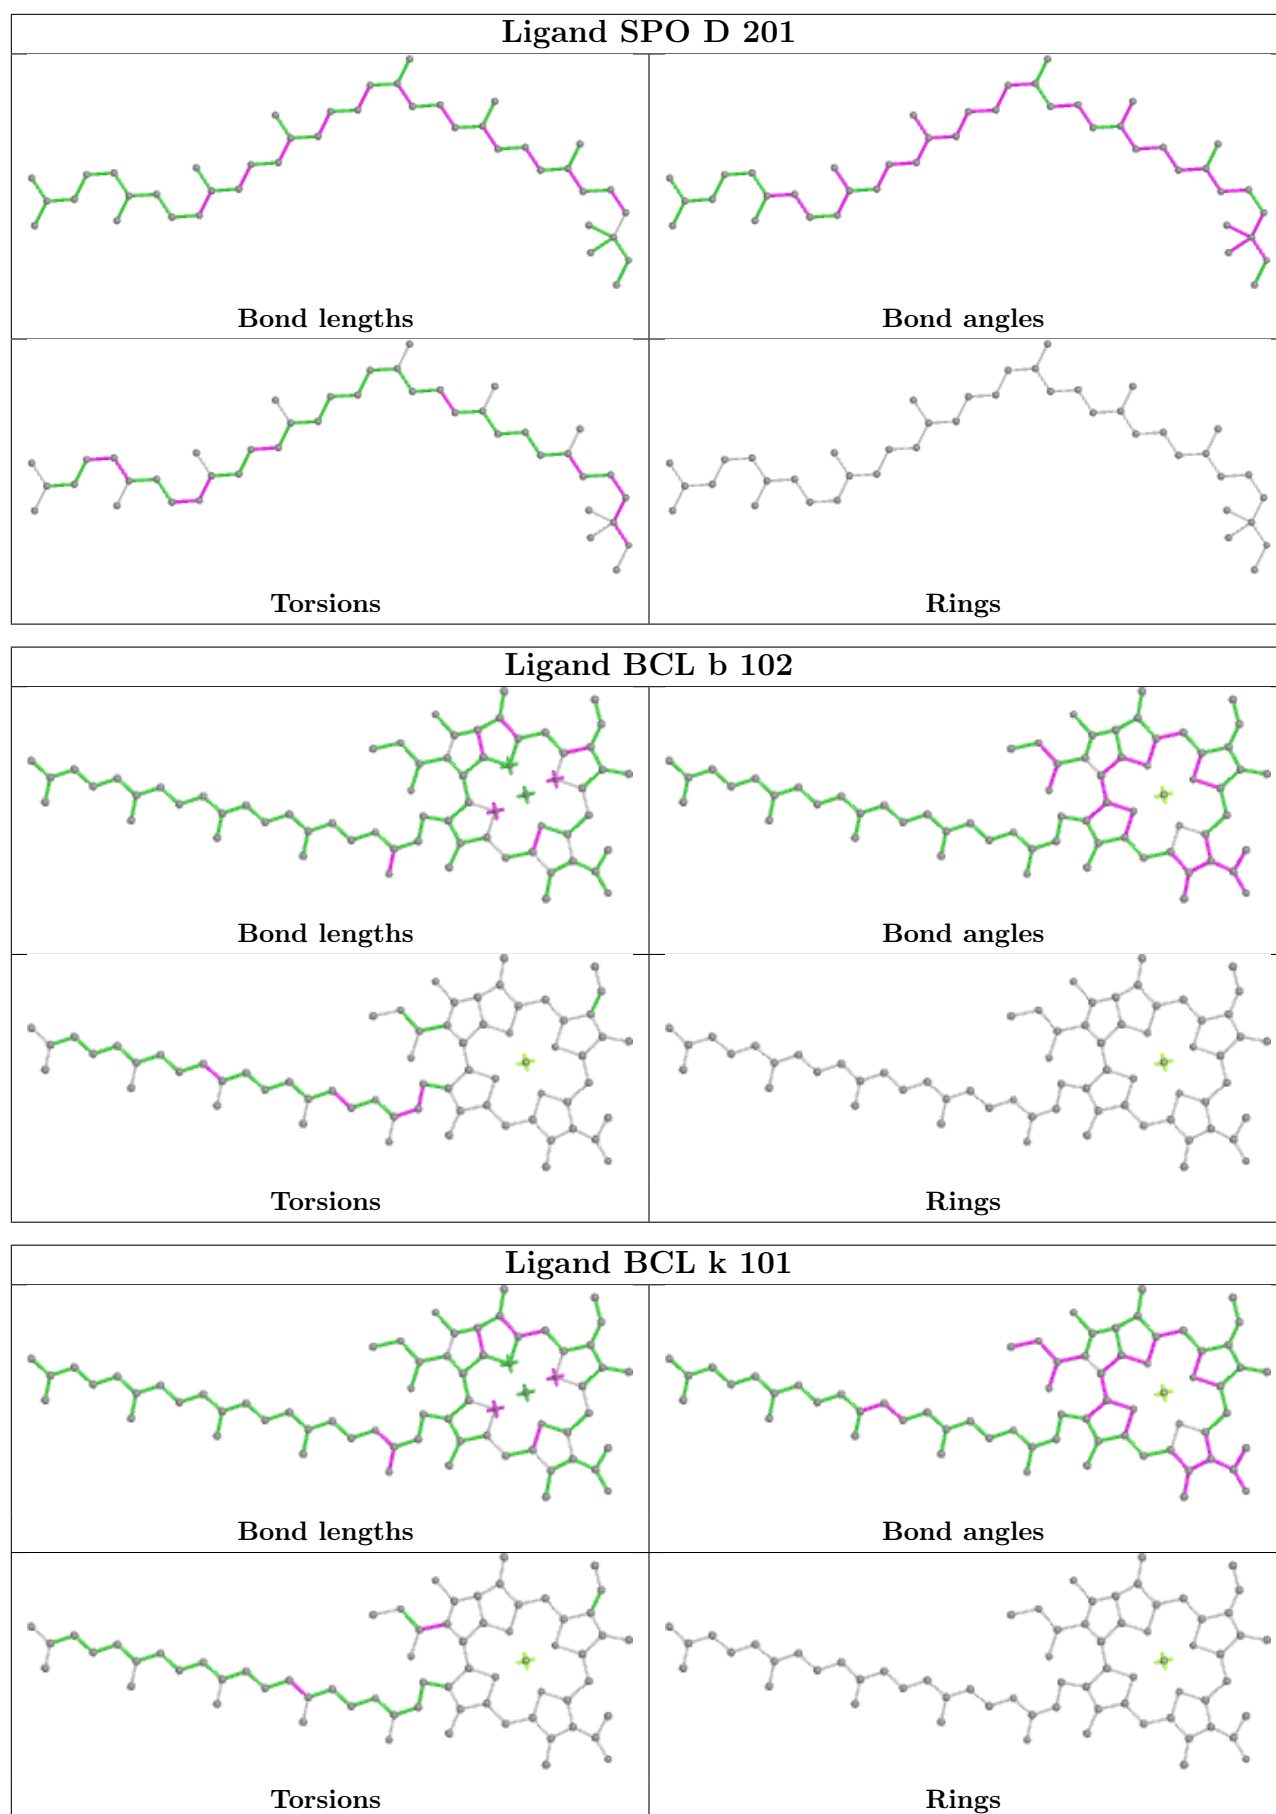 Ligand SPO D 201
Bond lengths
Bond angles
Torsions
Rings
Ligand BCL b 102
Bond lengths
Bond angles
Torsions
Rings
Ligand BCL k 101
Bond lengths
Bond angles
Torsions
Rings